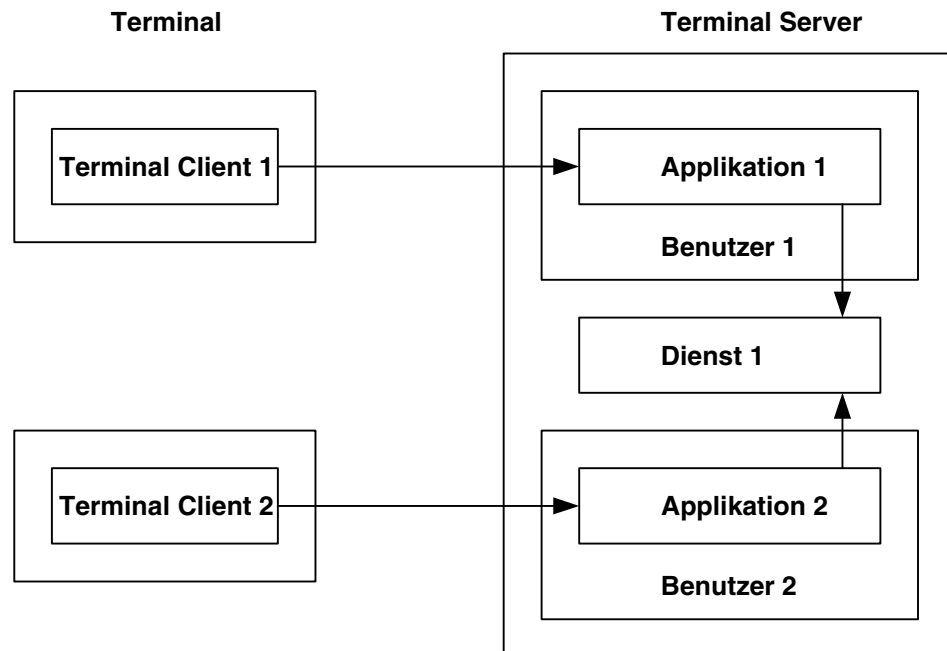 Terminal
Terminal Server
Terminal Client 1
Applikation 1
Benutzer 1
Dienst 1
Terminal Client 2
Applikation 2
Benutzer 2